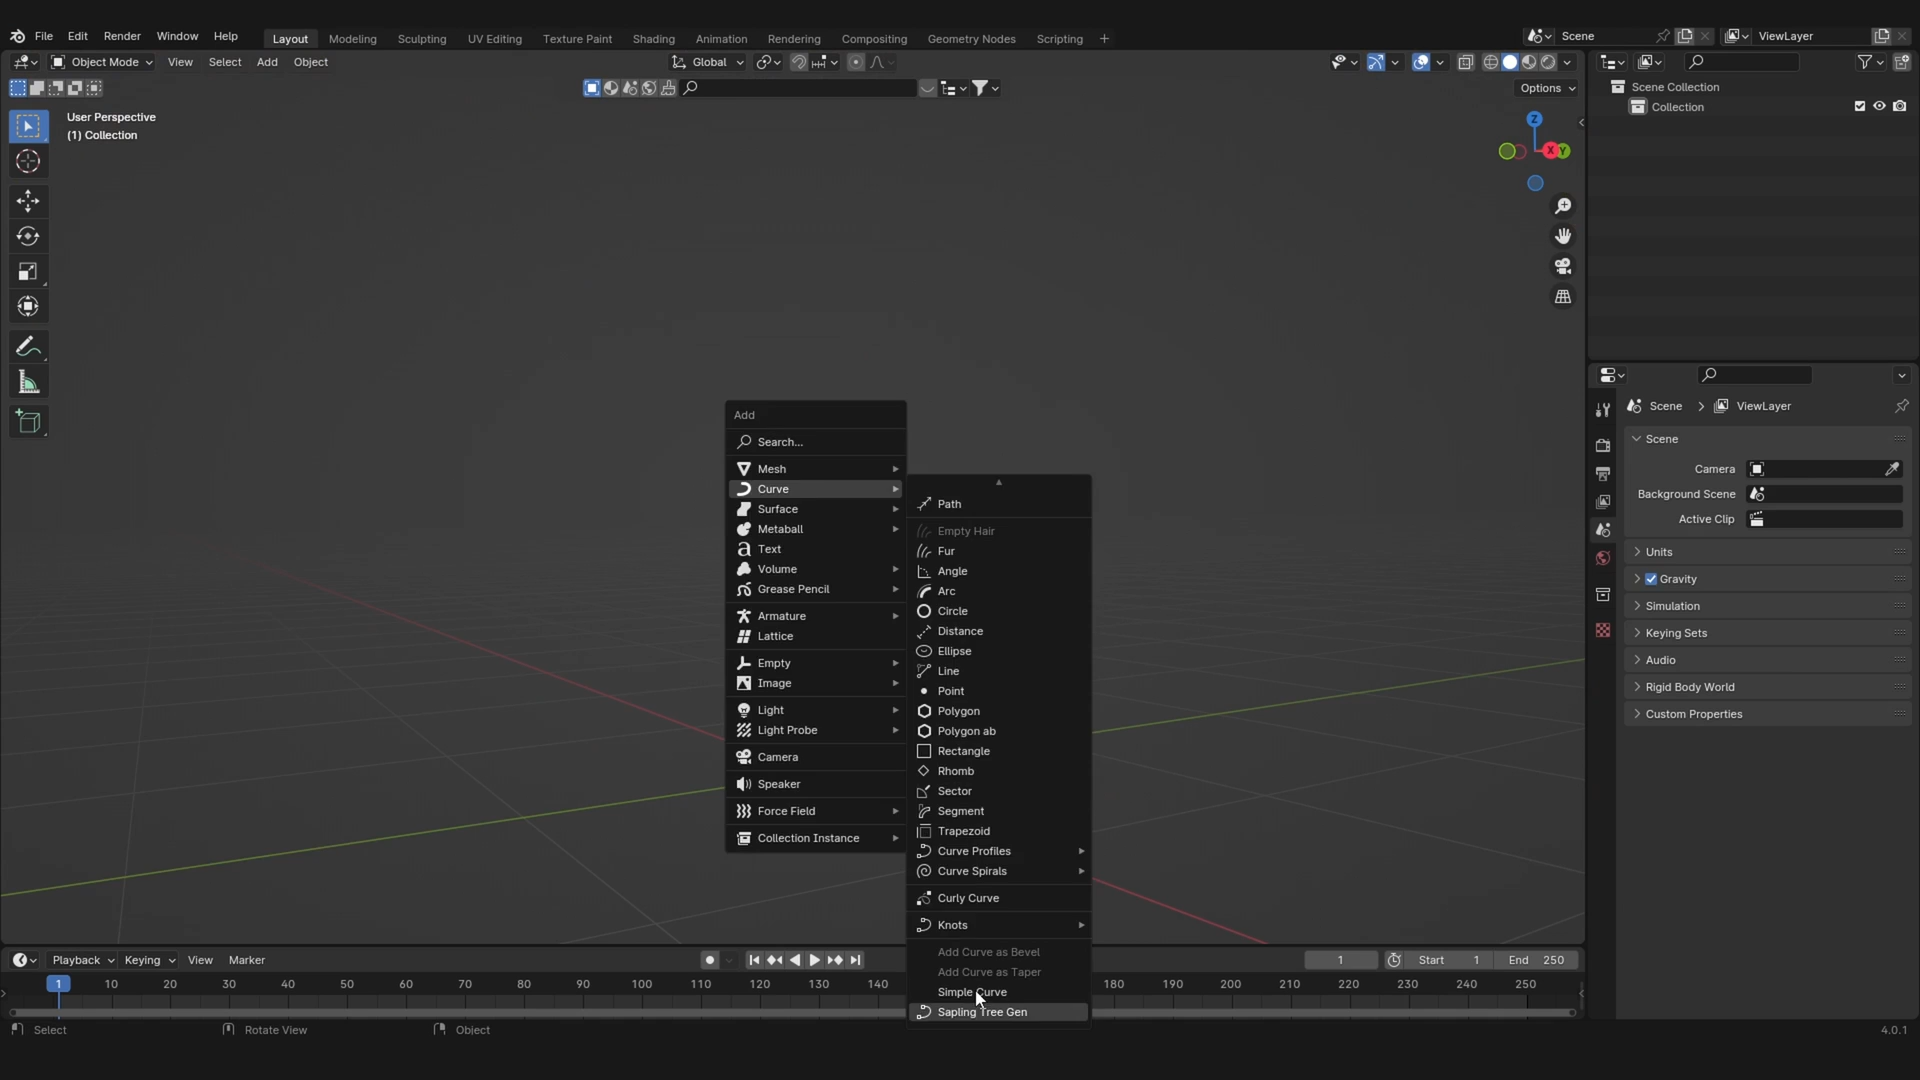 File Edit Render Window Help
Layout Modeling Sculpting UV Editing Texture Paint Shading Animation Rendering Compositing Geometry Nodes Scripting +
Scene
ViewLayer
Object Mode View Select Add Object
Global
Options
User Perspective
(1) Collection
Z
X
Y
Scene Collection
Collection
Scene > ViewLayer
Scene
Camera
Background Scene
Active Clip
Units
Gravity
Simulation
Keying Sets
Audio
Rigid Body World
Custom Properties
Add
Search...
Mesh
Curve
Surface
Metaball
Text
Volume
Grease Pencil
Armature
Lattice
Empty
Image
Light
Light Probe
Camera
Speaker
Force Field
Collection Instance
Path
Empty Hair
Fur
Angle
Arc
Circle
Distance
Ellipse
Line
Point
Polygon
Polygon ab
Rectangle
Rhomb
Sector
Segment
Trapezoid
Curve Profiles
Curve Spirals
Curly Curve
Knots
Add Curve as Bevel
Add Curve as Taper
Simple Curve
Sapling Tree Gen
Playback Keying View Marker
1 Start 1 End 250
1 10 20 30 40 50 60 70 80 90 100 110 120 130 140 180 190 200 210 220 230 240 250
Select Rotate View Object
4.0.1